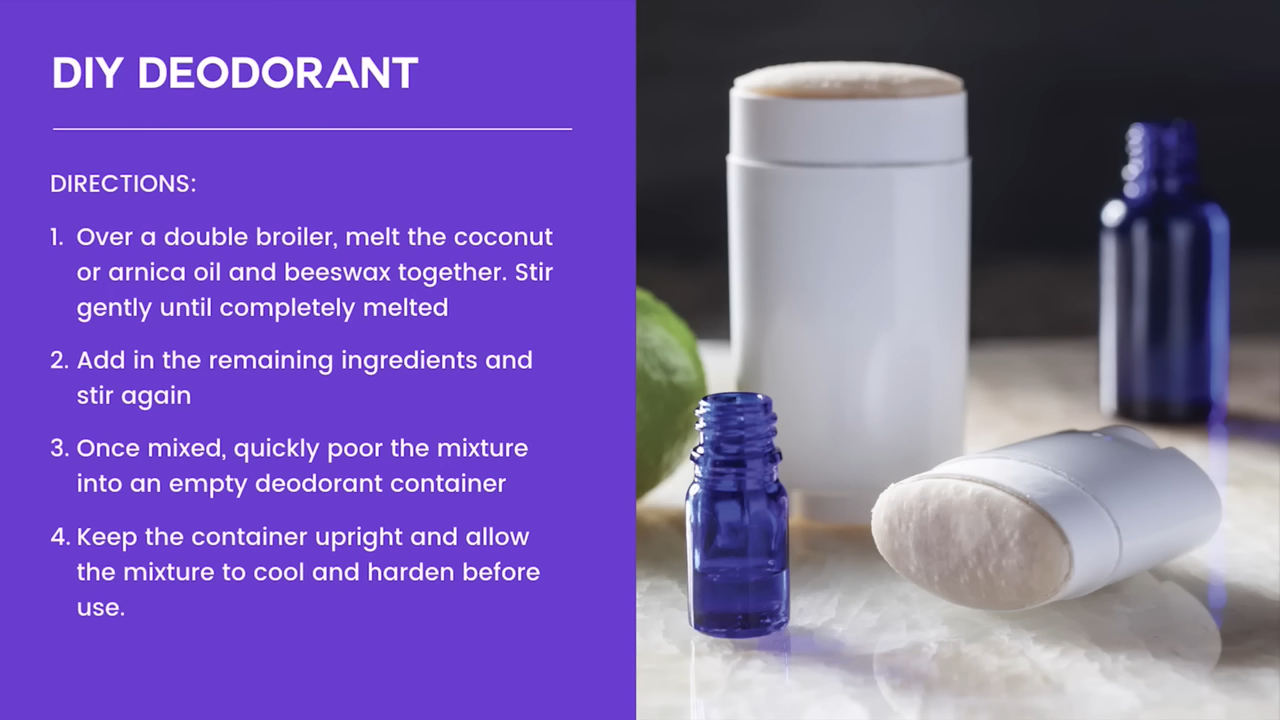 DIY DEODORANT
DIRECTIONS:
1. Over a double broiler, melt the coconut
or arnica oil and beeswax together. Stir
gently until completely melted
2. Add in the remaining ingredients and
stir again
3. Once mixed, quickly poor the mixture
into an empty deodorant container
4. Keep the container upright and allow
the mixture to cool and harden before
use.